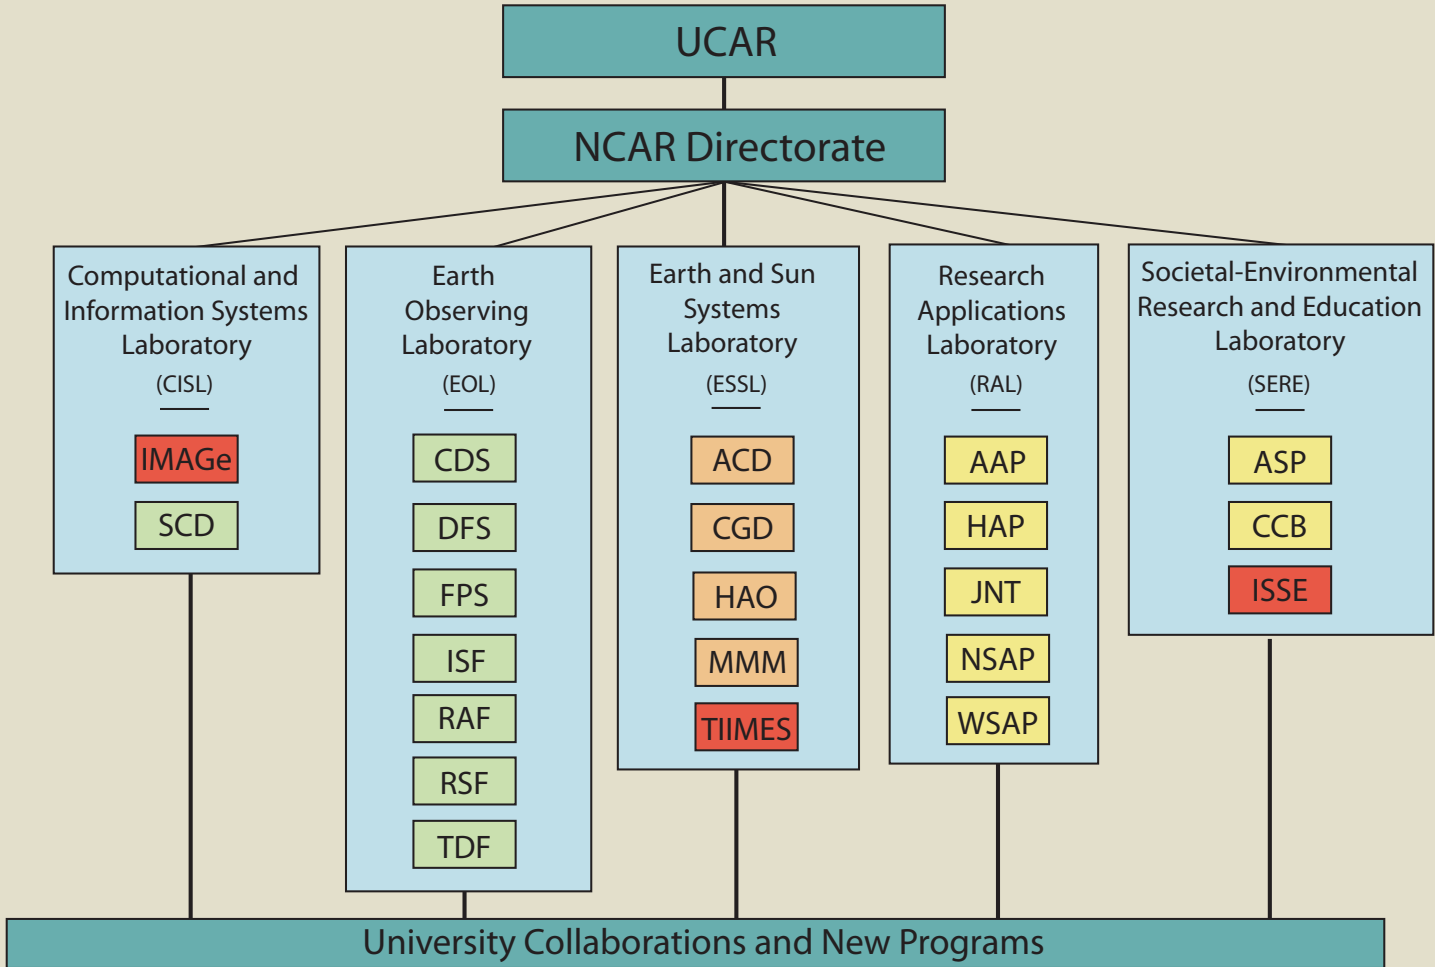 UCAR
NCAR Directorate
Computational and
Information Systems
Laboratory
(CISL)
IMAGe
SCD
Earth
Observing
Laboratory
(EOL)
CDS
DFS
FPS
ISF
RAF
RSF
TDF
Earth and Sun
Systems
Laboratory
(ESSL)
ACD
CGD
HAO
MMM
TIIMES
Research
Applications
Laboratory
(RAL)
AAP
HAP
JNT
NSAP
WSAP
Societal-Environmental
Research and Education
Laboratory
(SERE)
ASP
CCB
ISSE
University Collaborations and New Programs